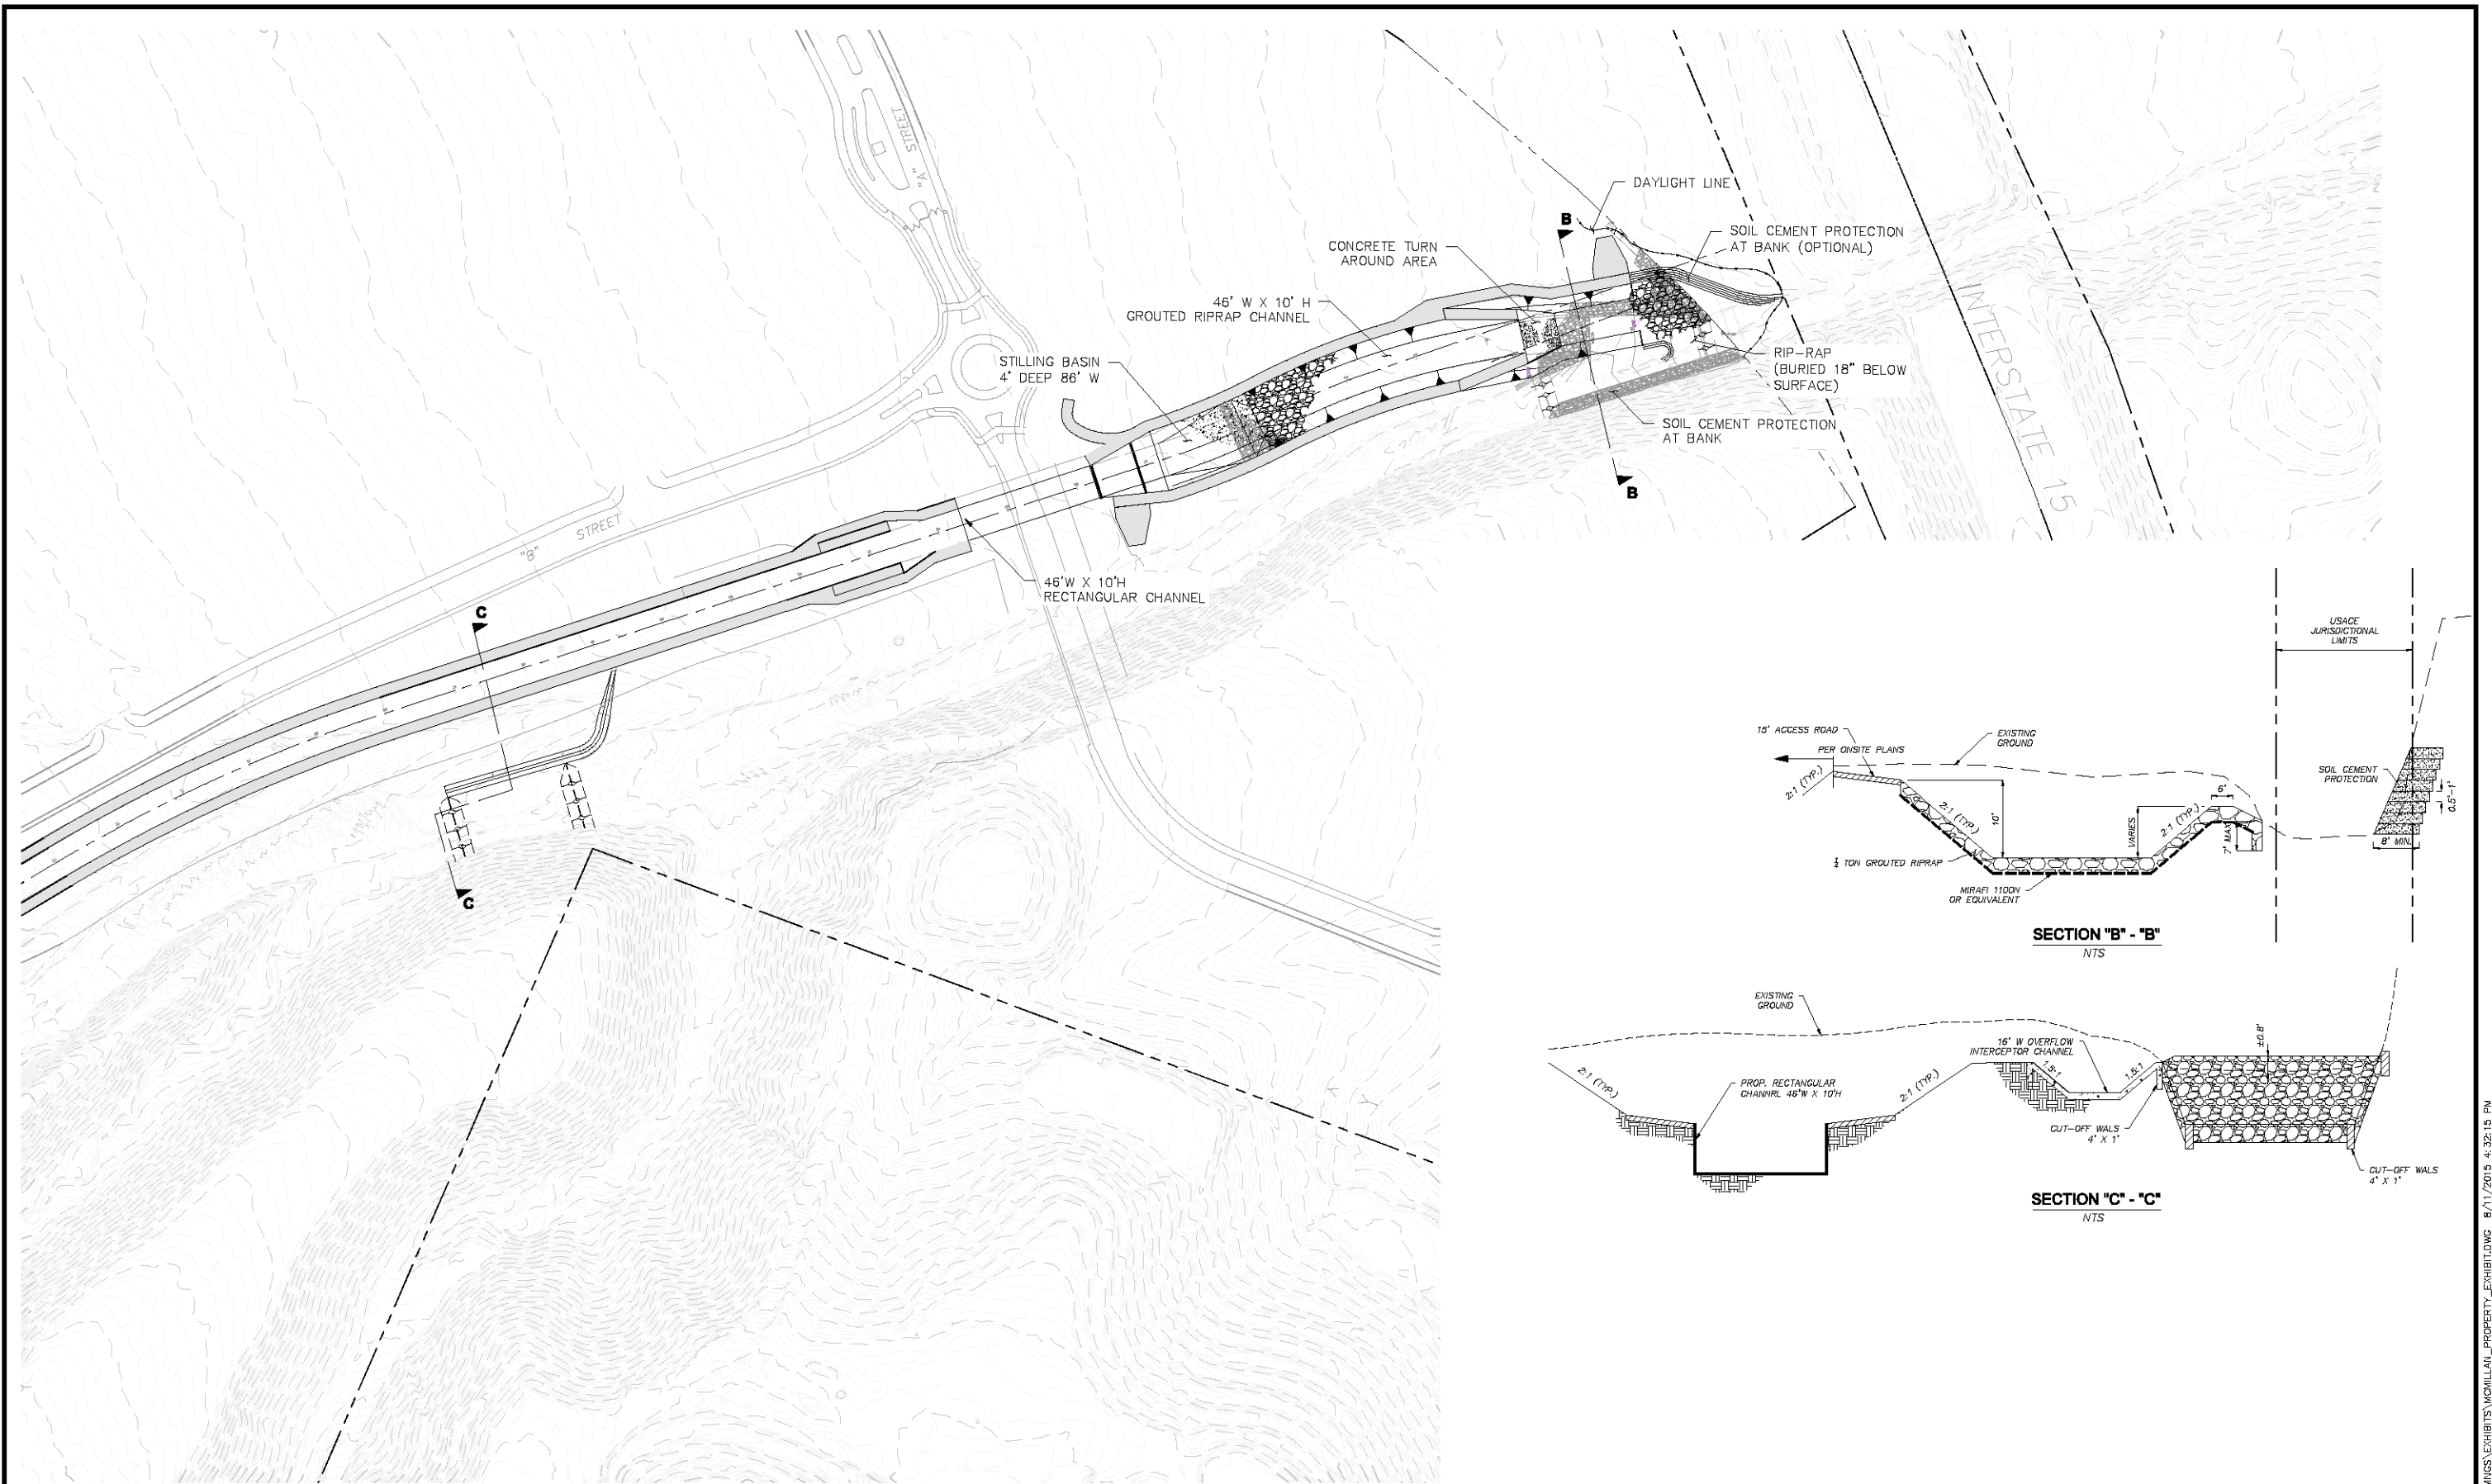 "A" STREET
DAYLIGHT LINE
B
SOIL CEMENT PROTECTION
AT BANK (OPTIONAL)
CONCRETE TURN
AROUND AREA
46' W X 10' H
GROUTED RIPRAP CHANNEL
INTERSTATE 15
STILLING BASIN
4' DEEP 86' W
RIP-RAP
(BURIED 18" BELOW
SURFACE)
SOIL CEMENT PROTECTION
AT BANK
B
"B" STREET
46'W X 10'H
RECTANGULAR CHANNEL
C
C
USACE
JURISDICTIONAL
LIMITS
15' ACCESS ROAD
PER ONSITE PLANS
EXISTING
GROUND
2:1 (TYP.)
2:1 (TYP.)
10'
SOIL CEMENT
PROTECTION
6'
0.5'-1'
VARIES
2:1 (TYP.)
7' MAX
8' MIN.
½ TON GROUTED RIPRAP
MIRAFI 1100N
OR EQUIVALENT
SECTION "B" - "B"
NTS
EXISTING
GROUND
±0.8'
16' W OVERFLOW
INTERCEPTOR CHANNEL
2:1 (TYP.)
PROP. RECTANGULAR
CHANNRL 46'W X 10'H
2:1 (TYP.)
1.5:1
1.5:1
CUT-OFF WALS
4' X 1'
CUT-OFF WALS
4' X 1'
SECTION "C" - "C"
NTS
\EXHIBITS\MCMILLAN_PROPERTY_EXHIBIT.DWG 8/11/2015 4:32:15 PM